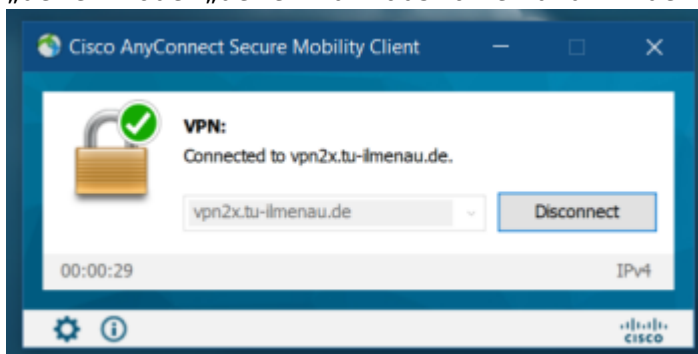 Cisco AnyConnect Secure Mobility Client
VPN:
Connected to vpn2x.tu-ilmenau.de.
vpn2x.tu-ilmenau.de
Disconnect
00:00:29
IPv4
CISCO